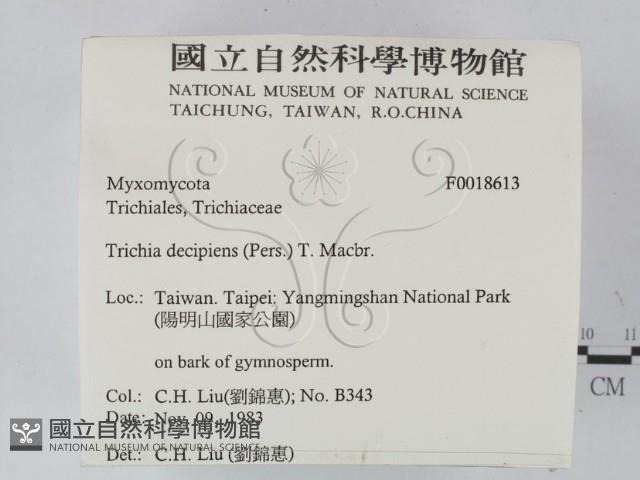 國立自然科學博物館
NATIONAL MUSEUM OF NATURAL SCIENCE
TAICHUNG, TAIWAN, R.O.CHINA
Myxomycota F0018613
Trichiales, Trichiaceae
Trichia decipiens (Pers.) T. Macbr.
Loc.: Taiwan. Taipei: Yangmingshan National Park
(陽明山國家公園)
on bark of gymnosperm.
10 11
CM
Col.: C.H. Liu(劉錦惠); No. B343
Date: Nov. 09, 1983
國立自然科學博物館
NATIONAL MUSEUM OF NATURAL SCIENCE
Det.: C.H. Liu (劉錦惠)